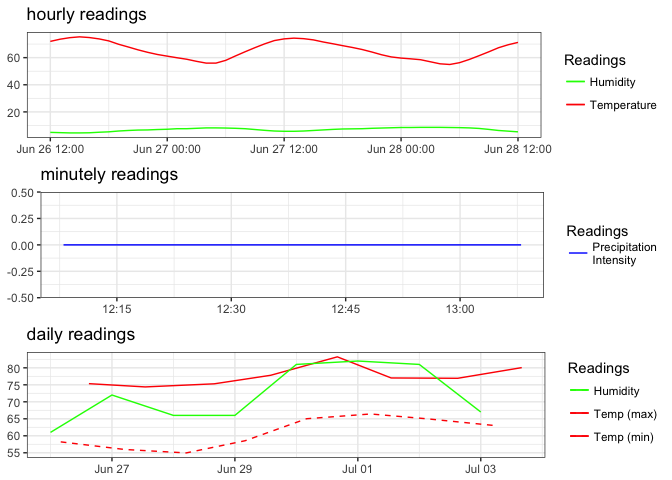 hourly readings
60
40
20
Jun 26 12:00 Jun 27 00:00 Jun 27 12:00 Jun 28 00:00 Jun 28 12:00
Readings
Humidity
Temperature
minutely readings
0.50
0.25
0.00
-0.25
-0.50
12:15 12:30 12:45 13:00
Readings
Precipitation
Intensity
daily readings
80
75
70
65
60
55
Jun 27 Jun 29 Jul 01 Jul 03
Readings
Humidity
Temp (max)
Temp (min)